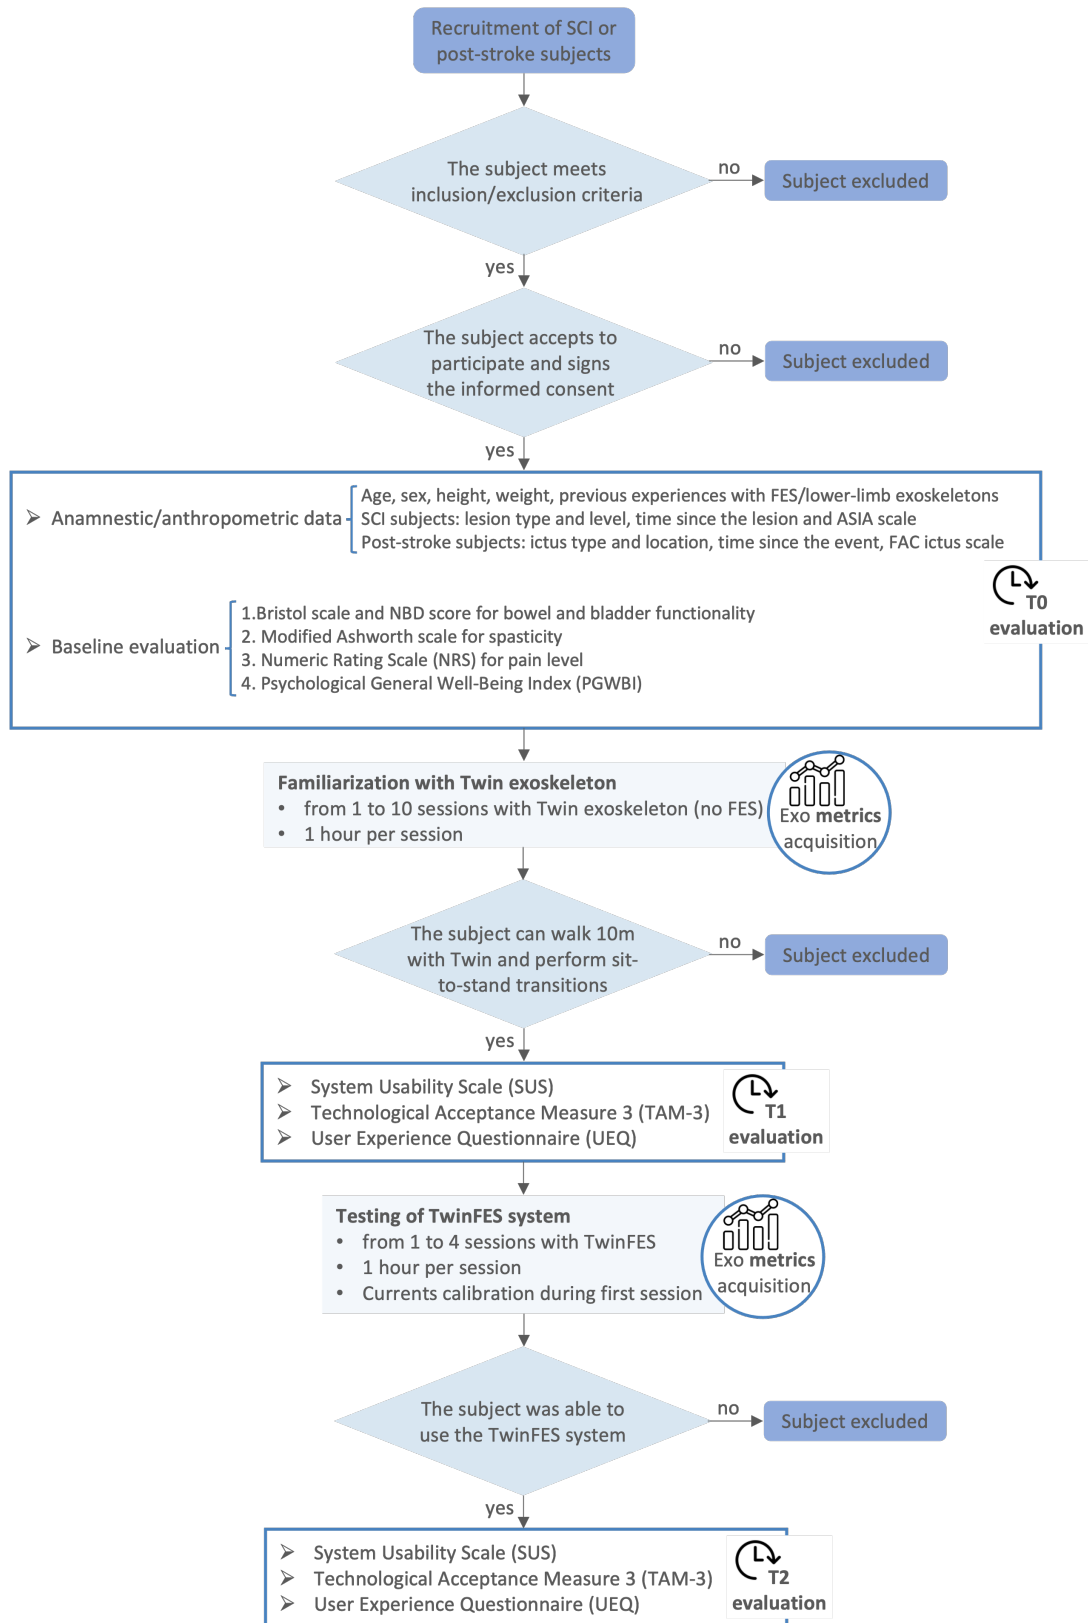 Recruitment of SCI or
post-stroke subjects
The subject meets
inclusion/exclusion criteria
no
Subject excluded
yes
The subject accepts to
participate and signs
the informed consent
no
Subject excluded
yes
➢ Anamnestic/anthropometric data
Age, sex, height, weight, previous experiences with FES/lower-limb exoskeletons
SCI subjects: lesion type and level, time since the lesion and ASIA scale
Post-stroke subjects: ictus type and location, time since the event, FAC ictus scale
T0
evaluation
➢ Baseline evaluation
1.Bristol scale and NBD score for bowel and bladder functionality
2. Modified Ashworth scale for spasticity
3. Numeric Rating Scale (NRS) for pain level
4. Psychological General Well-Being Index (PGWBI)
Familiarization with Twin exoskeleton
• from 1 to 10 sessions with Twin exoskeleton (no FES)
• 1 hour per session
Exo metrics
acquisition
The subject can walk 10m
with Twin and perform sit-
to-stand transitions
no
Subject excluded
yes
➢ System Usability Scale (SUS)
➢ Technological Acceptance Measure 3 (TAM-3)
➢ User Experience Questionnaire (UEQ)
T1
evaluation
Testing of TwinFES system
• from 1 to 4 sessions with TwinFES
• 1 hour per session
• Currents calibration during first session
Exo metrics
acquisition
The subject was able to
use the TwinFES system
no
Subject excluded
yes
➢ System Usability Scale (SUS)
➢ Technological Acceptance Measure 3 (TAM-3)
➢ User Experience Questionnaire (UEQ)
T2
evaluation